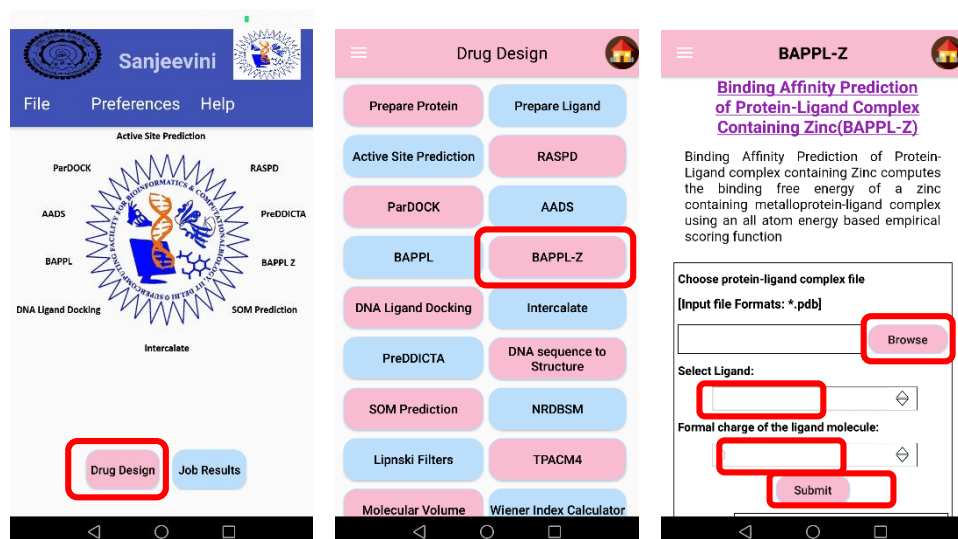 Sanjeevini
File Preferences Help
Active Site Prediction
ParDOCK RASPD
AADS PreDDICTA
BAPPL BAPPL Z
DNA Ligand Docking SOM Prediction
Intercalate
Drug Design Job Results
Drug Design
Prepare Protein Prepare Ligand
Active Site Prediction RASPD
ParDOCK AADS
BAPPL BAPPL-Z
DNA Ligand Docking Intercalate
PreDDICTA DNA sequence to
Structure
SOM Prediction NRDBSM
Lipnski Filters TPACM4
Molecular Volume Wiener Index Calculator
BAPPL-Z
Binding Affinity Prediction
of Protein-Ligand Complex
Containing Zinc(BAPPL-Z)
Binding Affinity Prediction of Protein-
Ligand complex containing Zinc computes
the binding free energy of a zinc
containing metalloprotein-ligand complex
using an all atom energy based empirical
scoring function
Choose protein-ligand complex file
[Input file Formats: *.pdb]
Browse
Select Ligand:
Formal charge of the ligand molecule:
Submit